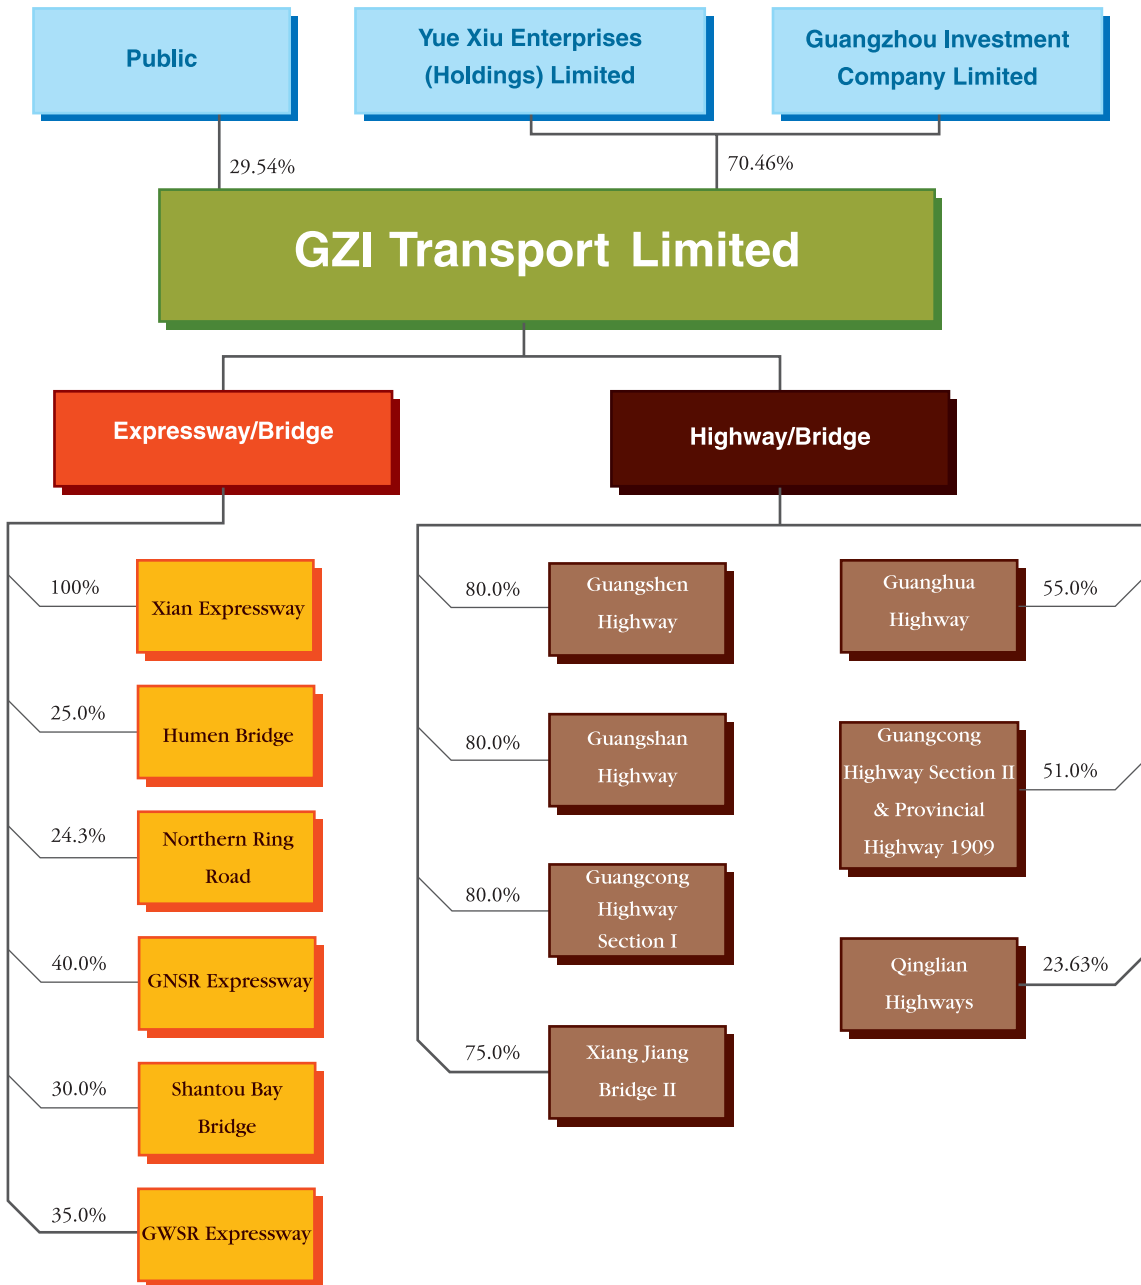 Public
Yue Xiu Enterprises
(Holdings) Limited
Guangzhou Investment
Company Limited
29.54%
70.46%
GZI Transport Limited
Expressway/Bridge
Highway/Bridge
100%
Xian Expressway
25.0%
Humen Bridge
24.3%
Northern Ring
Road
40.0%
GNSR Expressway
30.0%
Shantou Bay
Bridge
35.0%
GWSR Expressway
80.0%
Guangshen
Highway
80.0%
Guangshan
Highway
80.0%
Guangcong
Highway
Section I
75.0%
Xiang Jiang
Bridge II
Guanghua
Highway
55.0%
Guangcong
Highway Section II
& Provincial
Highway 1909
51.0%
Qinglian
Highways
23.63%